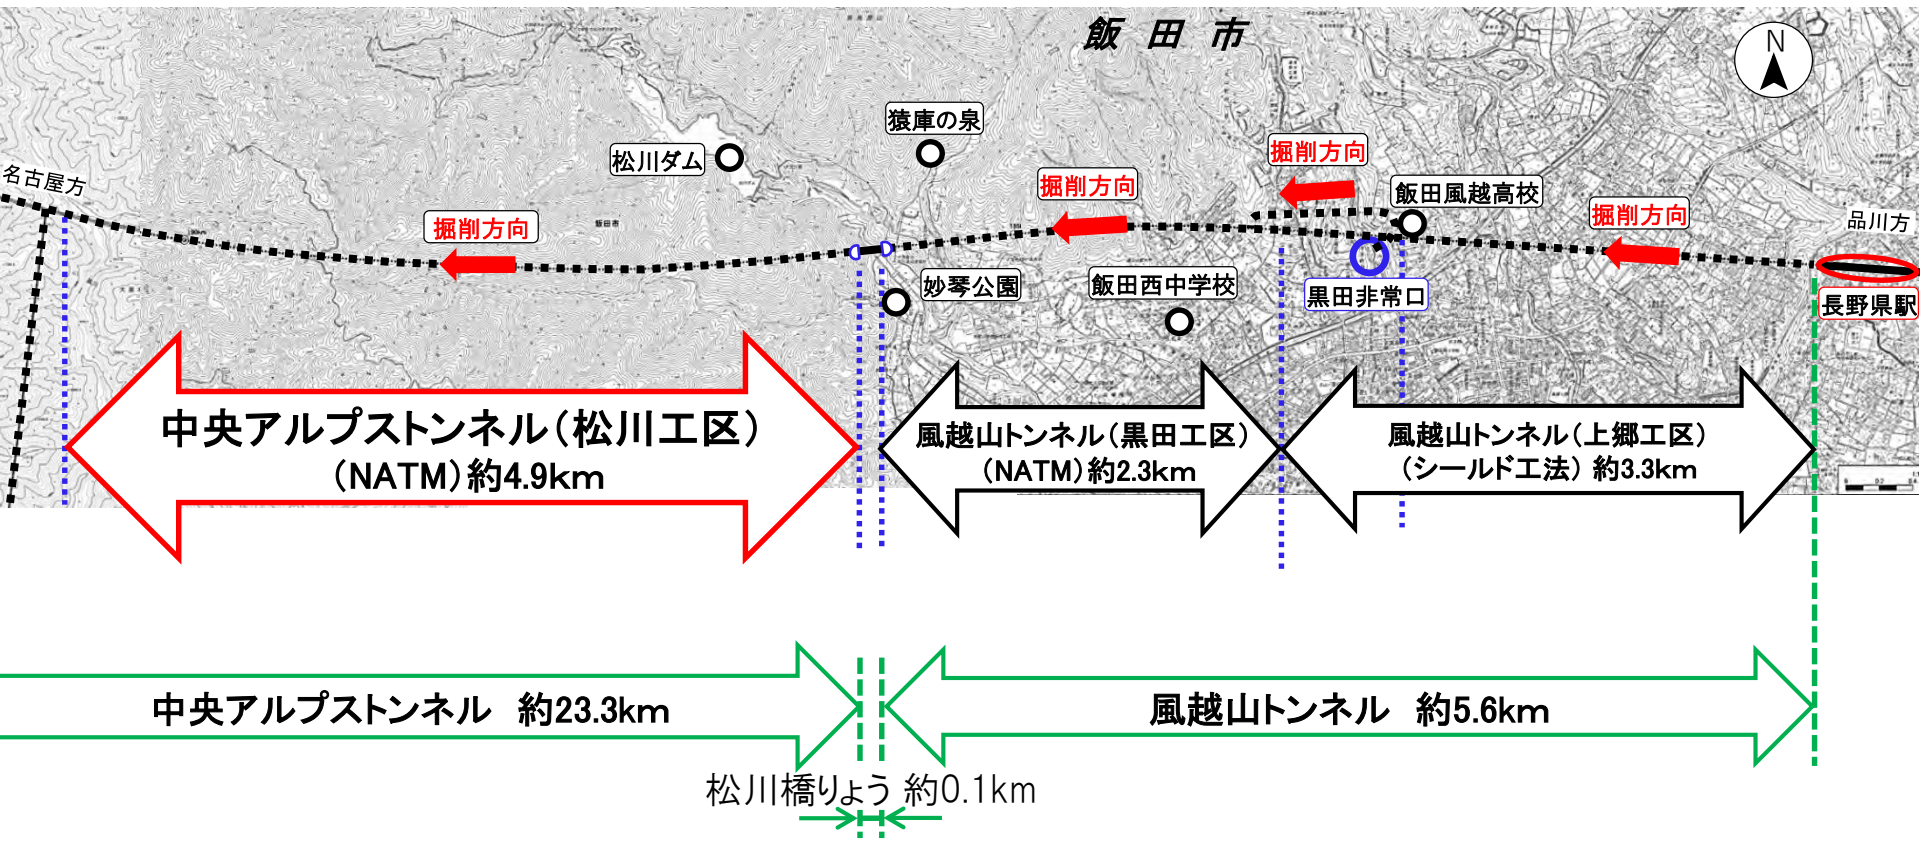 飯田市
N
猿庫の泉
松川ダム
掘削方向
掘削方向
飯田風越高校
名古屋方
掘削方向
掘削方向
品川方
飯田市
妙琴公園
飯田西中学校
黒田非常口
長野県駅
中央アルプストンネル(松川工区)
(NATM)約4.9km
風越山トンネル(黒田工区)
(NATM)約2.3km
風越山トンネル(上郷工区)
(シールド工法) 約3.3km
中央アルプストンネル 約23.3km
風越山トンネル 約5.6km
松川橋りょう 約0.1km